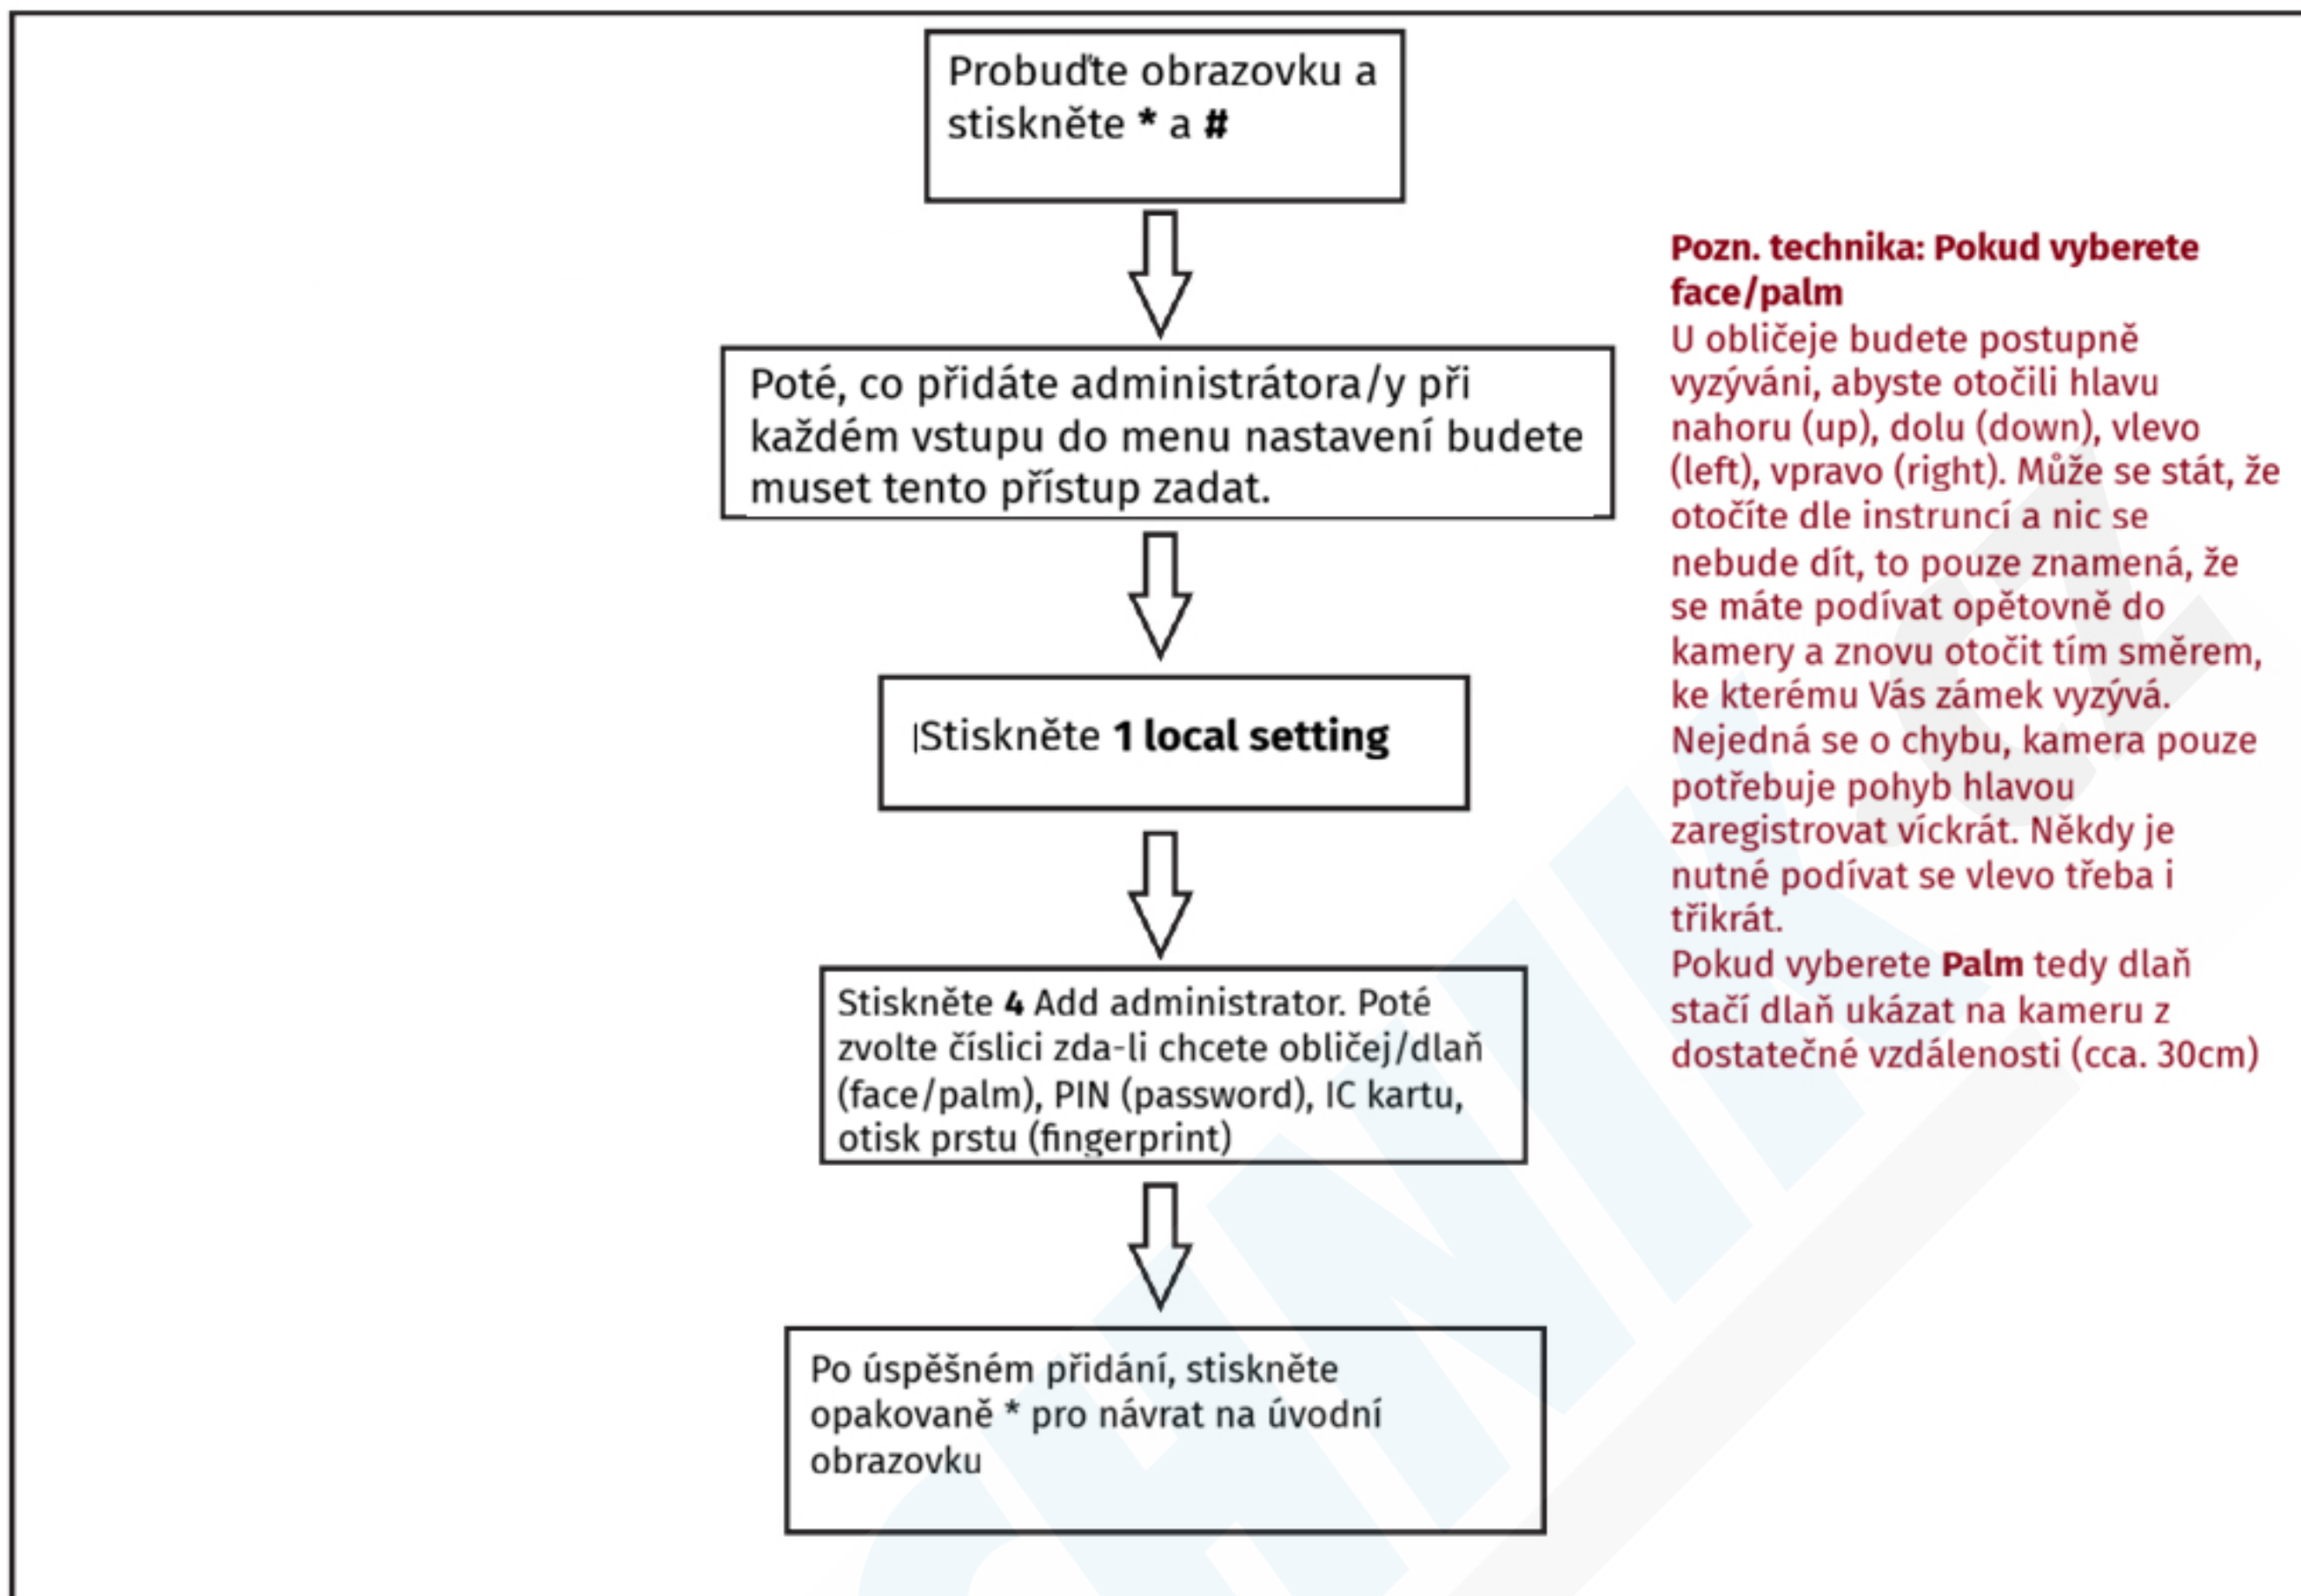 Probuďte obrazovku a
stiskněte * a #
Poté, co přidáte administrátora/y při
každém vstupu do menu nastavení budete
muset tento přístup zadat.
Stiskněte 1 local setting
Stiskněte 4 Add administrator. Poté
zvolte číslici zda-li chcete obličej/dlaň
(face/palm), PIN (password), IC kartu,
otisk prstu (fingerprint)
Po úspěšném přidání, stiskněte
opakovaně * pro návrat na úvodní
obrazovku
Pozn. technika: Pokud vyberete
face/palm
U obličeje budete postupně
vyzýváni, abyste otočili hlavu
nahoru (up), dolu (down), vlevo
(left), vpravo (right). Může se stát, že
otočíte dle instruncí a nic se
nebude dít, to pouze znamená, že
se máte podívat opětovně do
kamery a znovu otočit tím směrem,
ke kterému Vás zámek vyzývá.
Nejedná se o chybu, kamera pouze
potřebuje pohyb hlavou
zaregistrovat víckrát. Někdy je
nutné podívat se vlevo třeba i
třikrát.
Pokud vyberete Palm tedy dlaň
stačí dlaň ukázat na kameru z
dostatečné vzdálenosti (cca. 30cm)